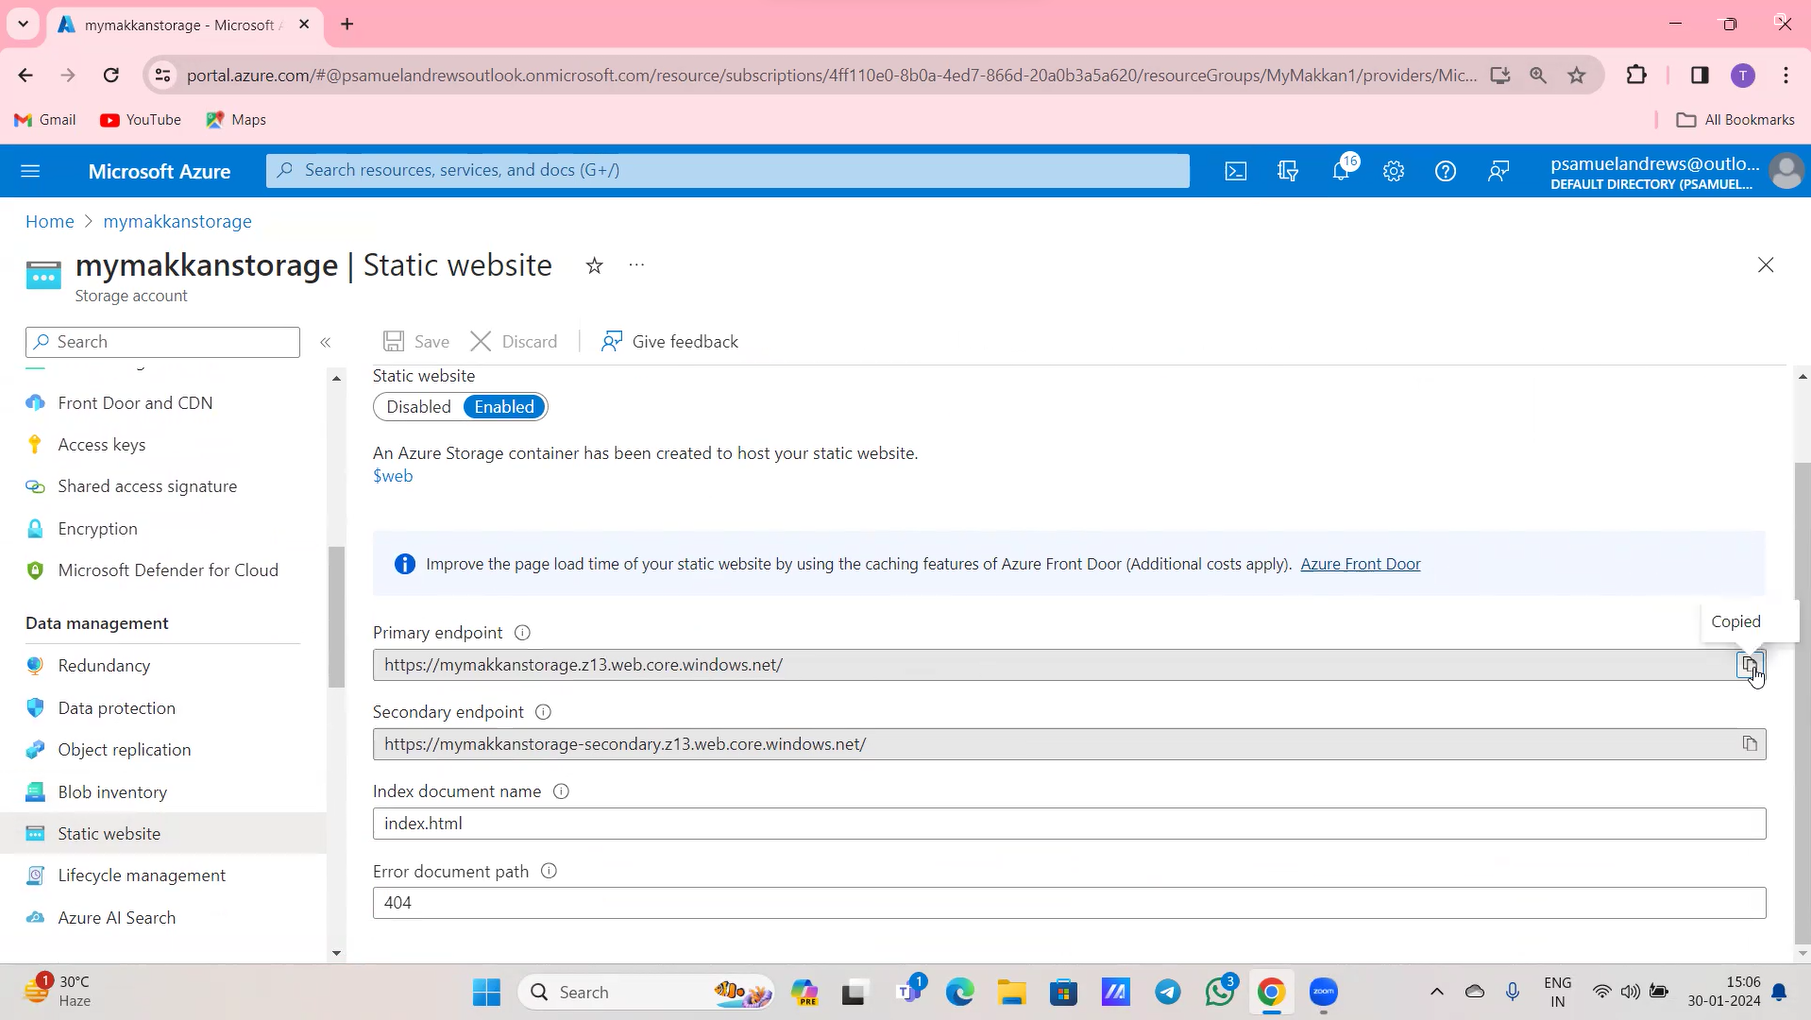 mymakkanstorage - Microsoft A
portal.azure.com/#@psamuelandrewsoutlook.onmicrosoft.com/resource/subscriptions/4ff110e0-8b0a-4ed7-866d-20a0b3a5a620/resourceGroups/MyMakkan1/providers/Mic...
T
Gmail
YouTube
Maps
All Bookmarks
Microsoft Azure
Search resources, services, and docs (G+/)
16
psamuelandrews@outlo...
DEFAULT DIRECTORY (PSAMUEL...
Home > mymakkanstorage
mymakkanstorage | Static website
Storage account
Search
Save
Discard
Give feedback
Front Door and CDN
Access keys
Shared access signature
Encryption
Microsoft Defender for Cloud
Data management
Redundancy
Data protection
Object replication
Blob inventory
Static website
Lifecycle management
Azure AI Search
Static website
Disabled Enabled
An Azure Storage container has been created to host your static website.
$web
Improve the page load time of your static website by using the caching features of Azure Front Door (Additional costs apply). Azure Front Door
Copied
Primary endpoint
https://mymakkanstorage.z13.web.core.windows.net/
Secondary endpoint
https://mymakkanstorage-secondary.z13.web.core.windows.net/
Index document name
index.html
Error document path
404
1
30°C
Haze
Search
PRE
1
3
zoom
ENG
IN
15:06
30-01-2024